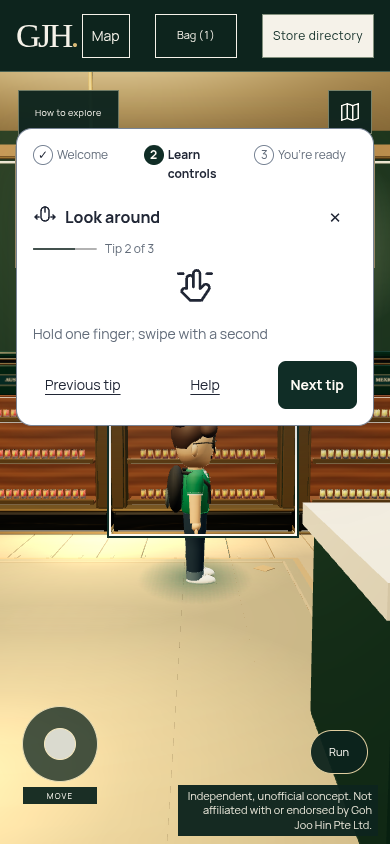 GJH.
Map
Bag (1)
Store directory
How to explore
✓ Welcome
2 Learn controls
3 You're ready
Look around
Tip 2 of 3
Hold one finger; swipe with a second
Previous tip
Help
Next tip
MOVE
Run
Independent, unofficial concept. Not
affiliated with or endorsed by Goh
Joo Hin Pte Ltd.